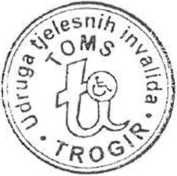 Udruga tjelesnih invalida
TOMS
ti
• TROGIR •